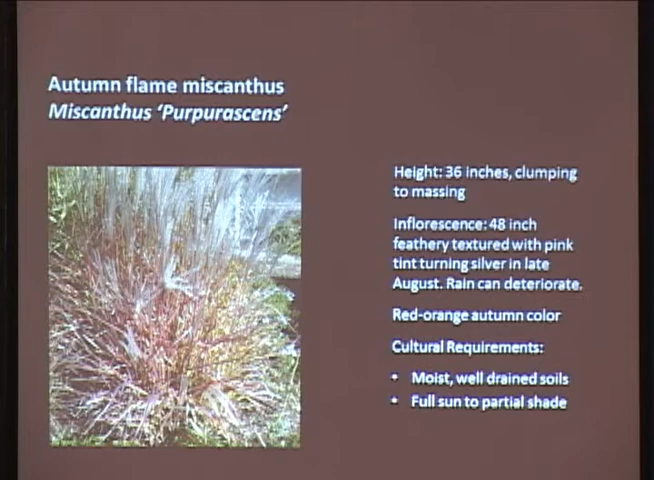 Autumn flame miscanthus
Miscanthus ‘Purpurascens’
Height: 36 inches, clumping
to massing
Inflorescence: 48 inch
feathery textured with pink
tint turning silver in late
August. Rain can deteriorate.
Red-orange autumn color
Cultural Requirements:
• Moist, well drained soils
• Full sun to partial shade